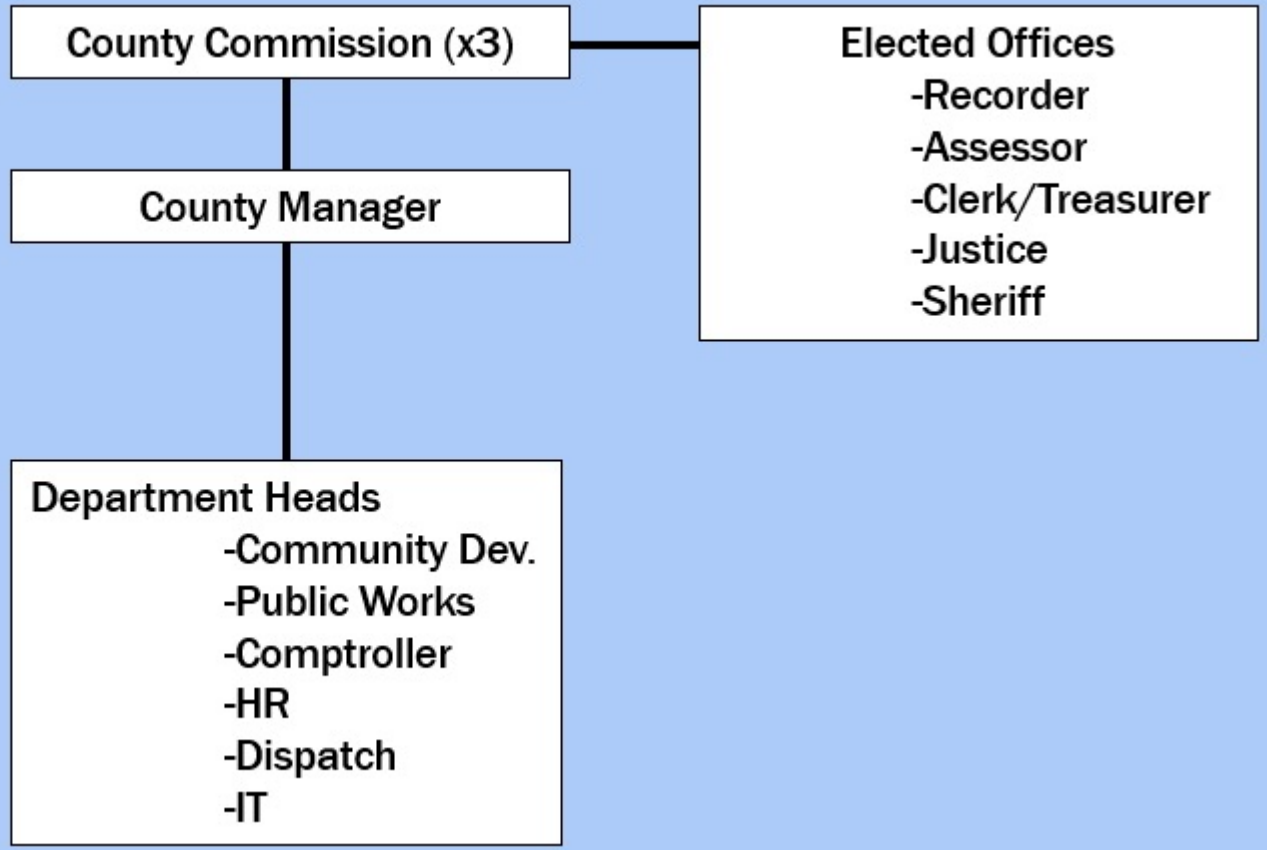 County Commission (x3)
Elected Offices
-Recorder
-Assessor
-Clerk/Treasurer
-Justice
-Sheriff
County Manager
Department Heads
-Community Dev.
-Public Works
-Comptroller
-HR
-Dispatch
-IT